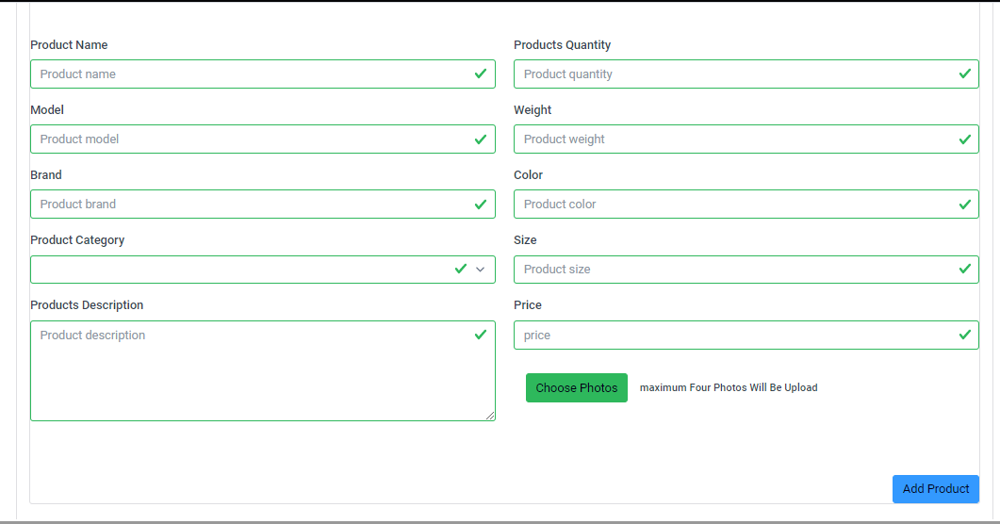 Product Name
Products Quantity
Product name
Product quantity
Model
Weight
Product model
Product weight
Brand
Color
Product brand
Product color
Product Category
Size
Product size
Products Description
Price
Product description
price
Choose Photos
maximum Four Photos Will Be Upload
Add Product